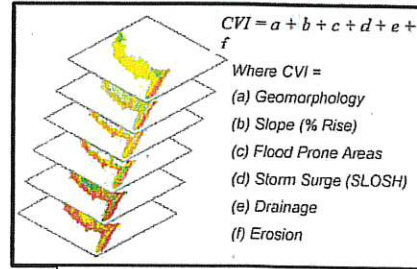 CVI = a + b + c + d + e +
f
Where CVI =
(a) Geomorphology
(b) Slope (% Rise)
(c) Flood Prone Areas
(d) Storm Surge (SLOSH)
(e) Drainage
(f) Erosion